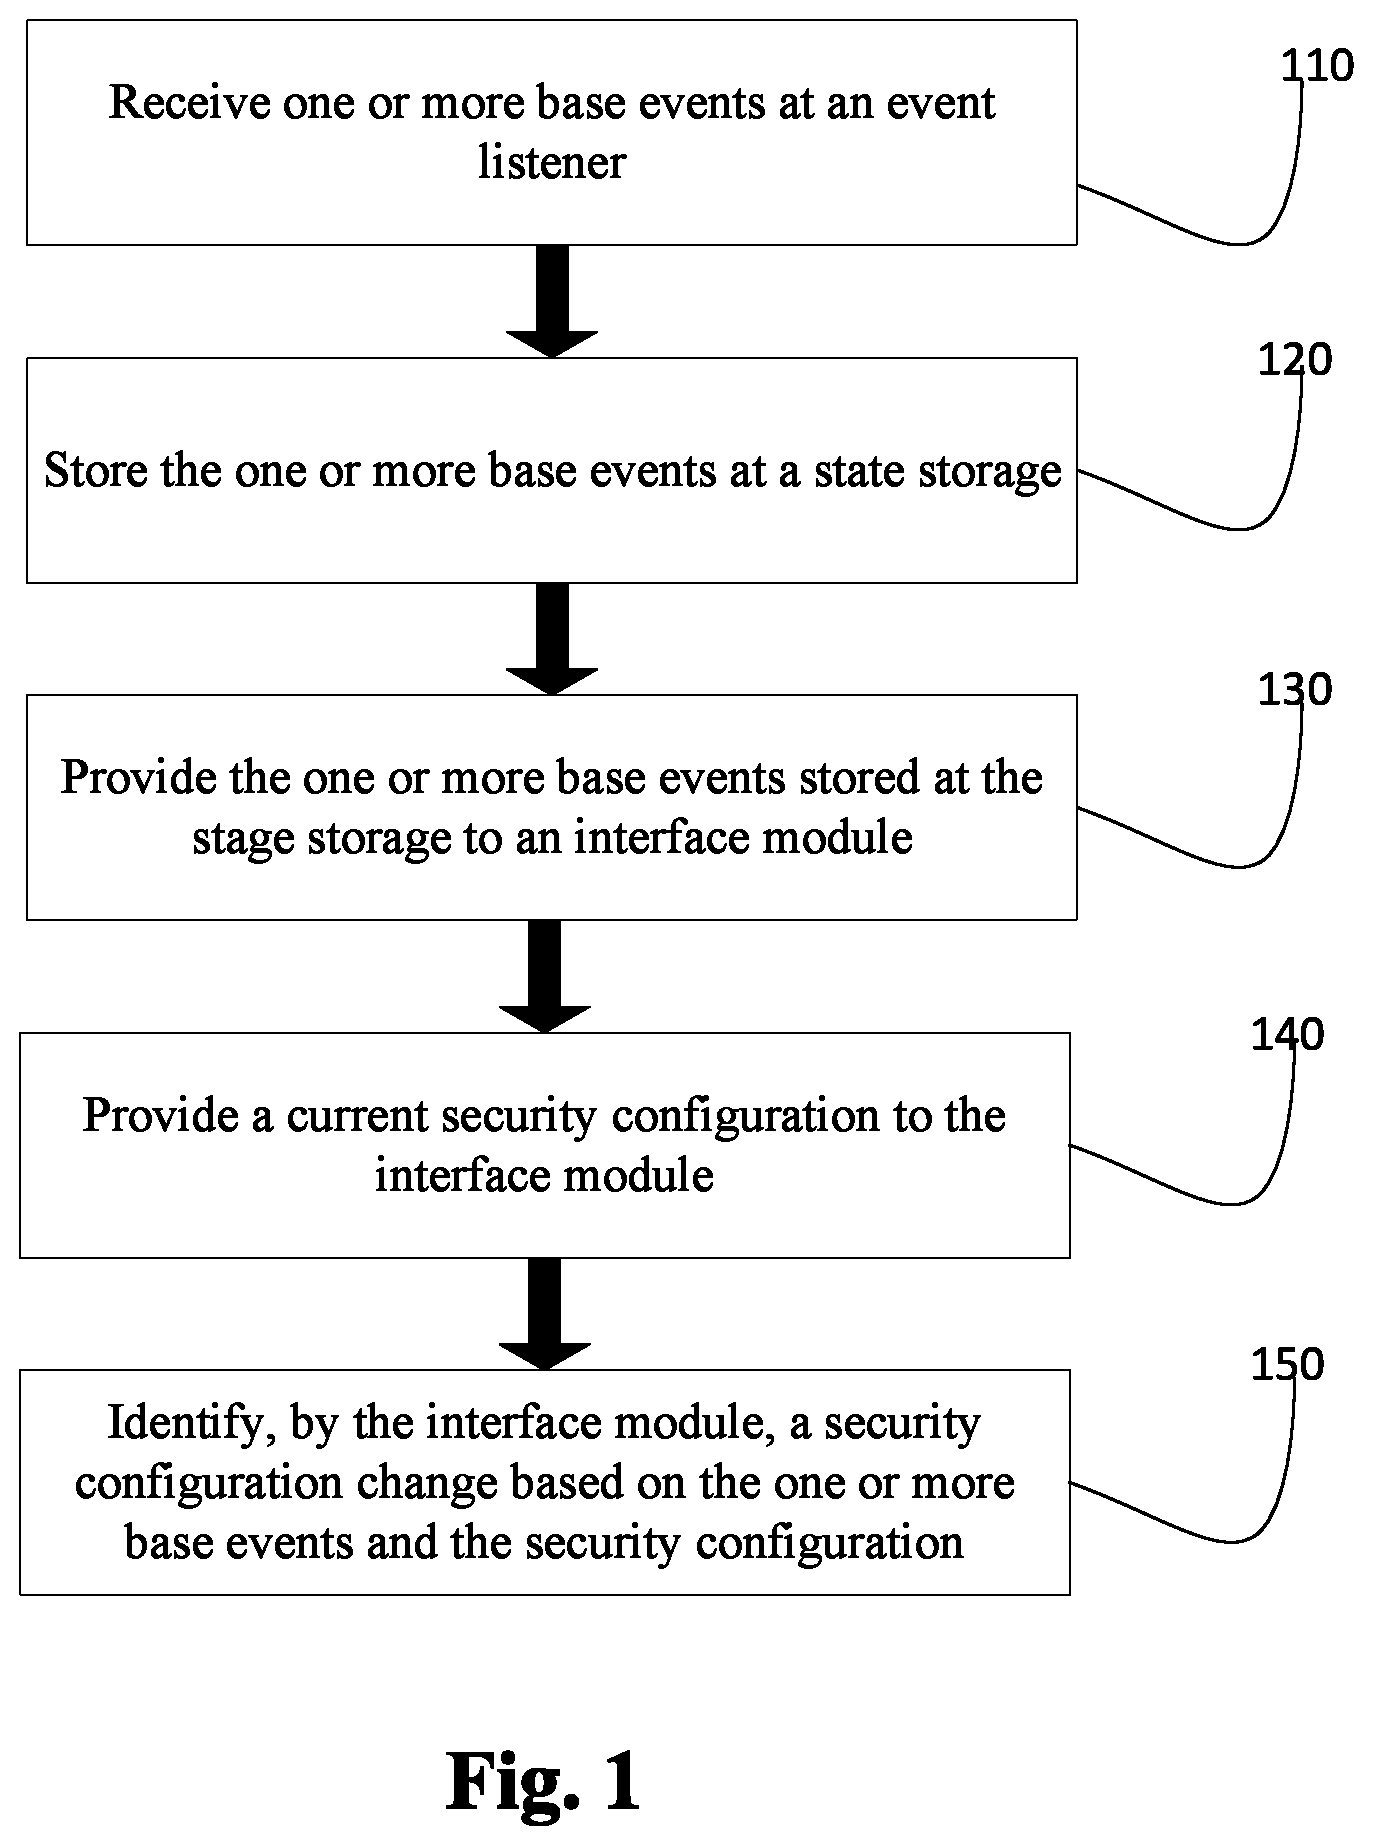 Receive one or more base events at an event
listener
110
Store the one or more base events at a state storage
120
Provide the one or more base events stored at the
stage storage to an interface module
130
Provide a current security configuration to the
interface module
140
Identify, by the interface module, a security
configuration change based on the one or more
base events and the security configuration
150
Fig. 1